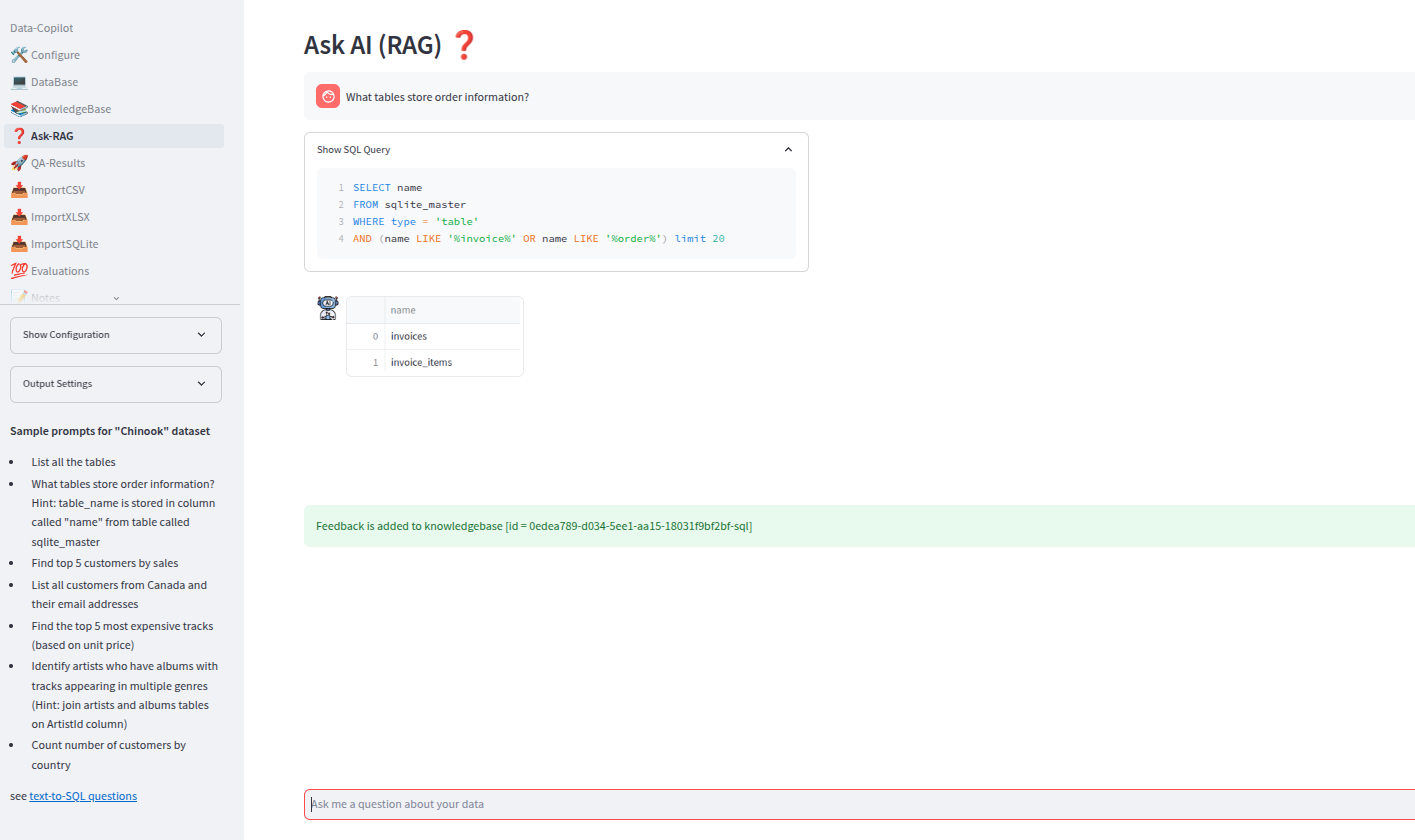 Data-Copilot
Configure
DataBase
KnowledgeBase
Ask-RAG
QA-Results
ImportCSV
ImportXLSX
ImportSQLite
Evaluations
Notes
Show Configuration
Output Settings
Sample prompts for "Chinook" dataset
List all the tables
What tables store order information?
Hint: table_name is stored in column
called "name" from table called
sqlite_master
Find top 5 customers by sales
List all customers from Canada and
their email addresses
Find the top 5 most expensive tracks
(based on unit price)
Identify artists who have albums with
tracks appearing in multiple genres
(Hint: join artists and albums tables
on ArtistId column)
Count number of customers by
country
see text-to-SQL questions
Ask AI (RAG) ❓
What tables store order information?
Show SQL Query
1 SELECT name
2 FROM sqlite_master
3 WHERE type = 'table'
4 AND (name LIKE '%invoice%' OR name LIKE '%order%') limit 20
name
0 invoices
1 invoice_items
Feedback is added to knowledgebase [id = 0edea789-d034-5ee1-aa15-18031f9bf2bf-sql]
Ask me a question about your data